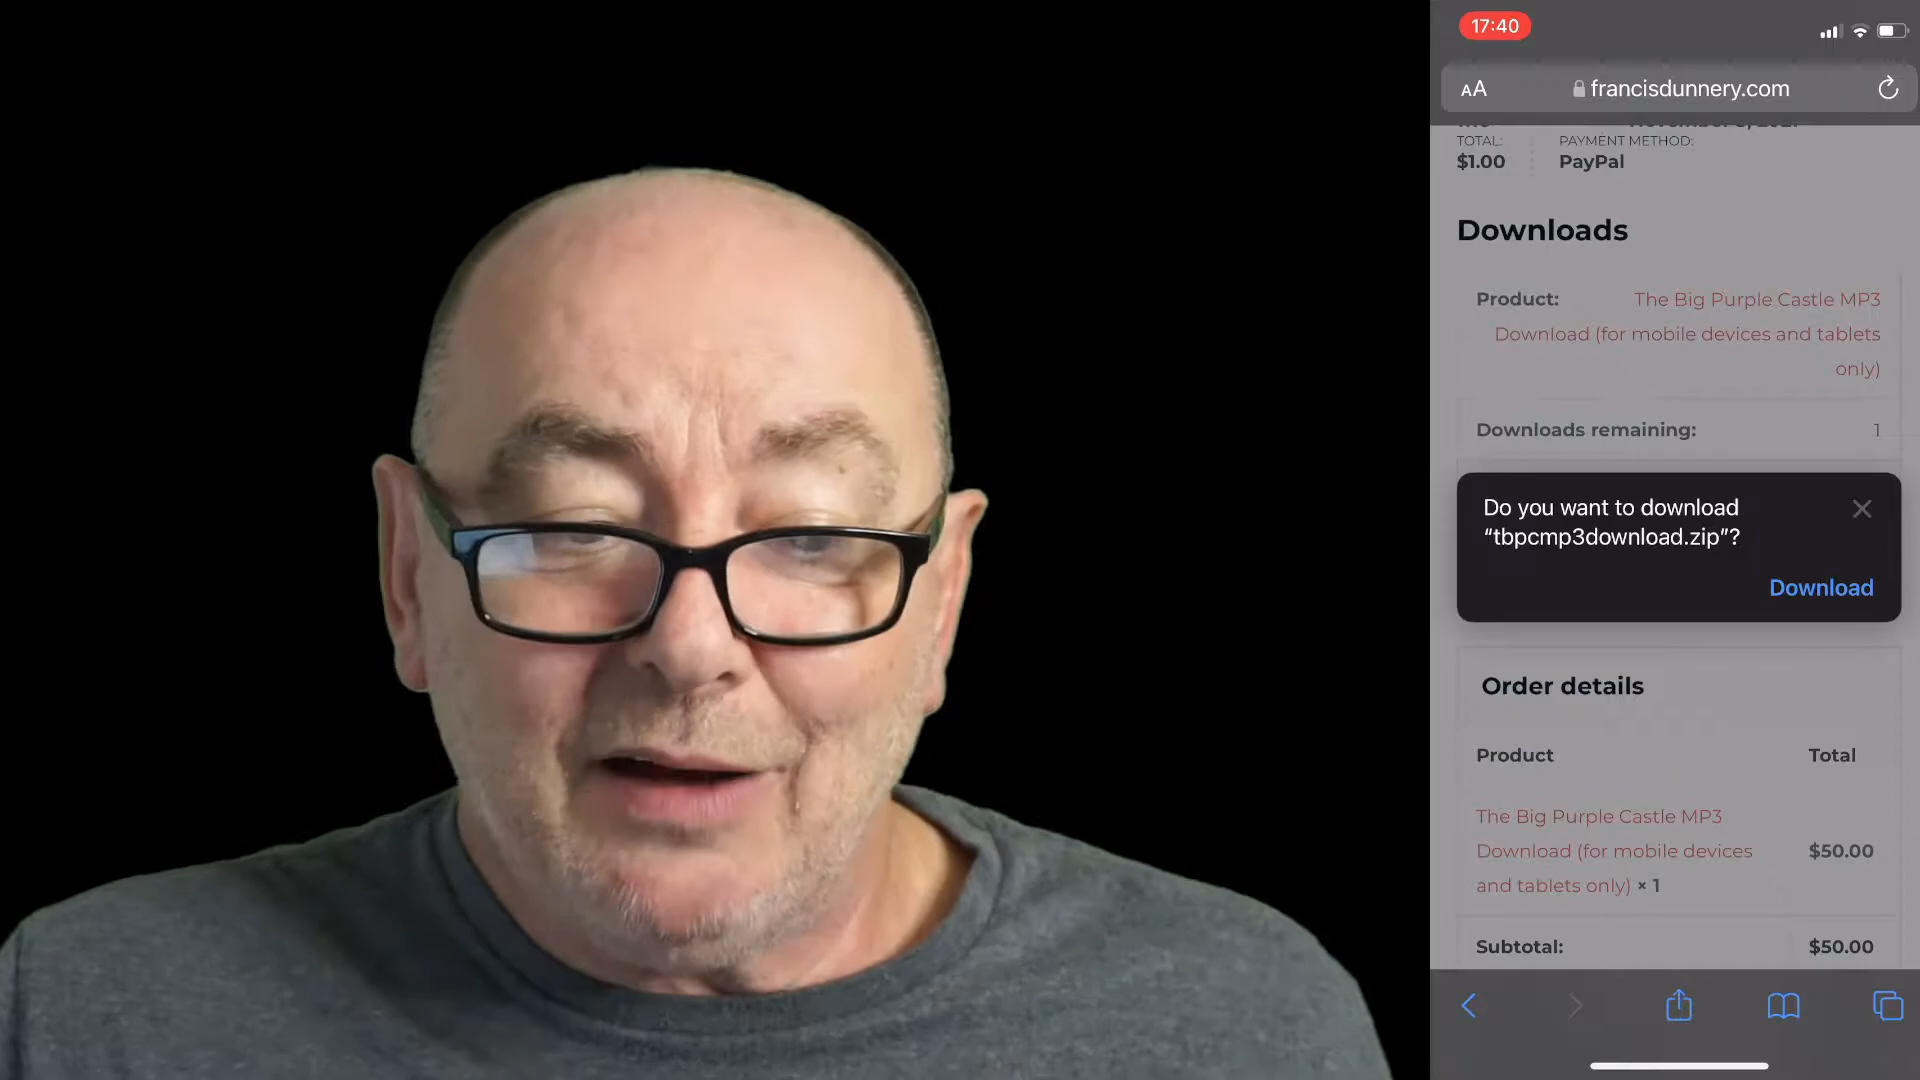 17:40
AA francisdunnery.com
TOTAL: PAYMENT METHOD:
$1.00 PayPal
Downloads
Product: The Big Purple Castle MP3
Download (for mobile devices and tablets
only)
Downloads remaining: 1
Do you want to download
“tbpcmp3download.zip”?
Download
Order details
Product Total
The Big Purple Castle MP3
Download (for mobile devices $50.00
and tablets only) × 1
Subtotal: $50.00